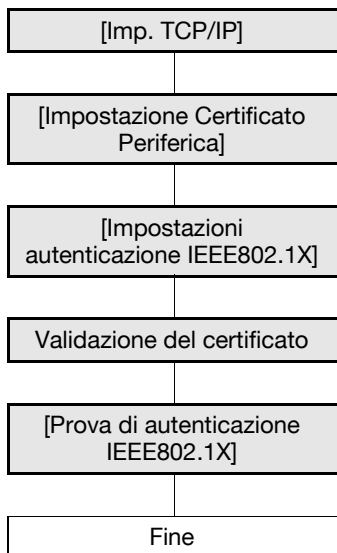 [Imp. TCP/IP]
[Impostazione Certificato
Periferica]
[Impostazioni
autenticazione IEEE802.1X]
Validazione del certificato
[Prova di autenticazione
IEEE802.1X]
Fine